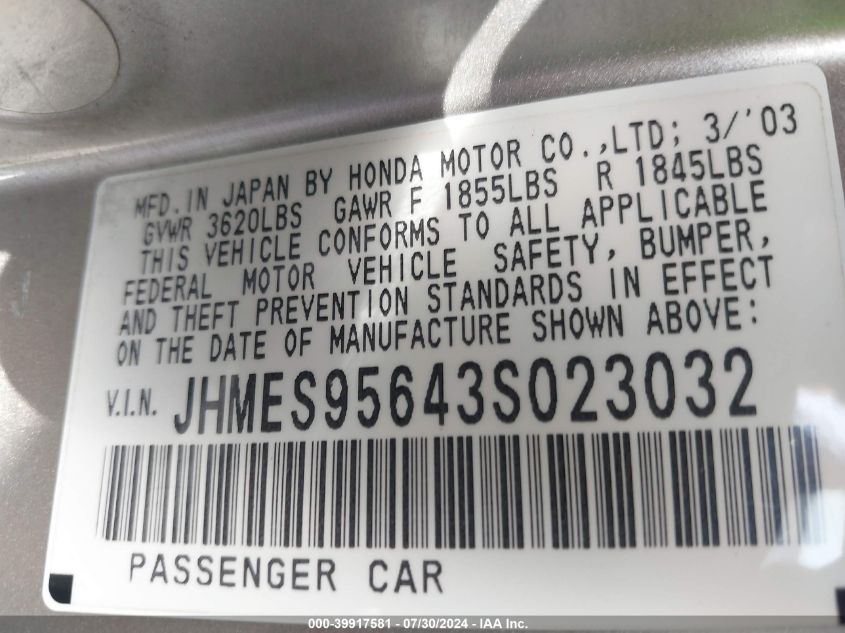 MFD. IN JAPAN BY HONDA MOTOR CO.,LTD; 3/'03
GVWR 3620LBS GAWR F 1855LBS R 1845LBS
THIS VEHICLE CONFORMS TO ALL APPLICABLE
FEDERAL MOTOR VEHICLE SAFETY, BUMPER,
AND THEFT PREVENTION STANDARDS IN EFFECT
ON THE DATE OF MANUFACTURE SHOWN ABOVE:
V.I.N. JHMES95643S023032
PASSENGER CAR
000-39917581 / 07/30/2024 - IAA Inc.